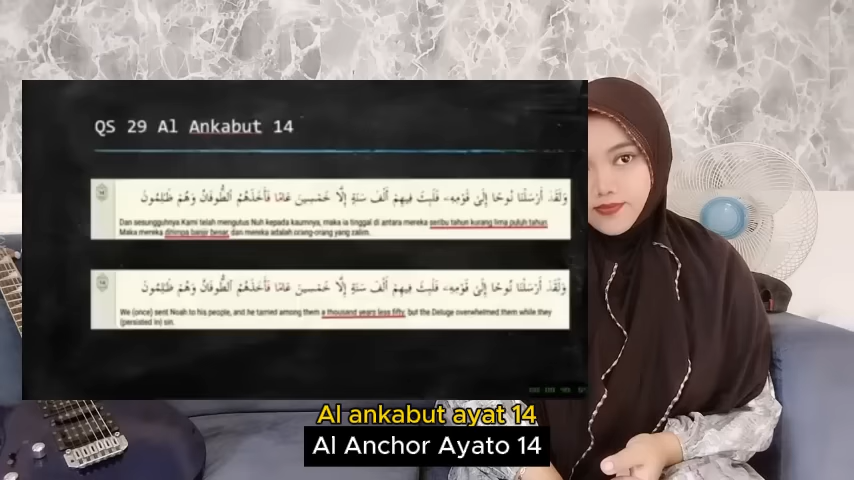 QS 29 Al Ankabut 14
وَلَقَدْ أَرْسَلْنَا نُوحًا إِلَىٰ قَوْمِهِۦ فَلَبِثَ فِيهِمْ أَلْفَ سَنَةٍ إِلَّا خَمْسِينَ عَامًا فَأَخَذَهُمُ ٱلطُّوفَانُ وَهُمْ ظَٰلِمُونَ
Dan sesungguhnya Kami telah mengutus Nuh kepada kaumnya, maka ia tinggal di antara mereka seribu tahun kurang lima puluh tahun.
Maka mereka ditimpa banjir besar, dan mereka adalah orang-orang yang zalim.
وَلَقَدْ أَرْسَلْنَا نُوحًا إِلَىٰ قَوْمِهِۦ فَلَبِثَ فِيهِمْ أَلْفَ سَنَةٍ إِلَّا خَمْسِينَ عَامًا فَأَخَذَهُمُ ٱلطُّوفَانُ وَهُمْ ظَٰلِمُونَ
We (once) sent Noah to his people, and he tarried among them a thousand years less fifty, but the Deluge overwhelmed them while they
(persisted in) sin.
Al ankabut ayat 14
Al Anchor Ayato 14